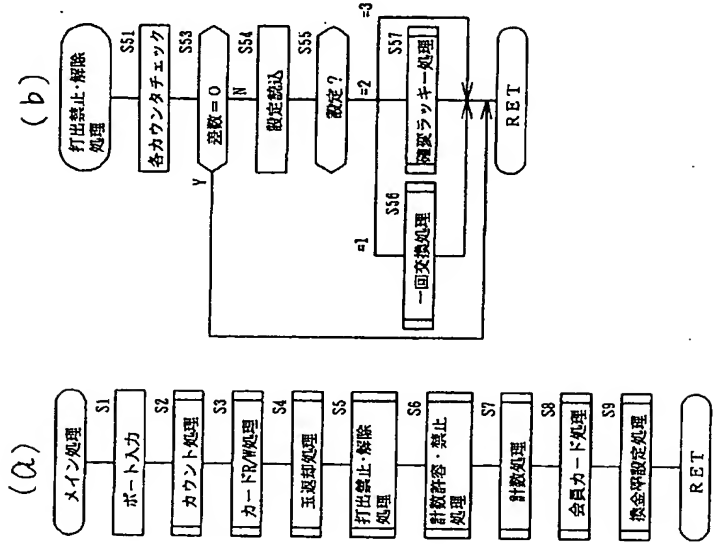 (a)
メイン処理
S1
ポート入力
S2
カウント処理
S3
カードR/W処理
S4
玉返却処理
S5
打出禁止・解除
処理
S6
計数許容・禁止
処理
S7
計数処理
S8
会員カード処理
S9
換金率設定処理
RET
(b)
打出禁止・解除
処理
S51
各カウンタチェック
S53
差数=0
Y
N
S54
設定読込
S55
設定?
=1
=2
=3
S56
一回交換処理
S57
確変ラッキー処理
RET